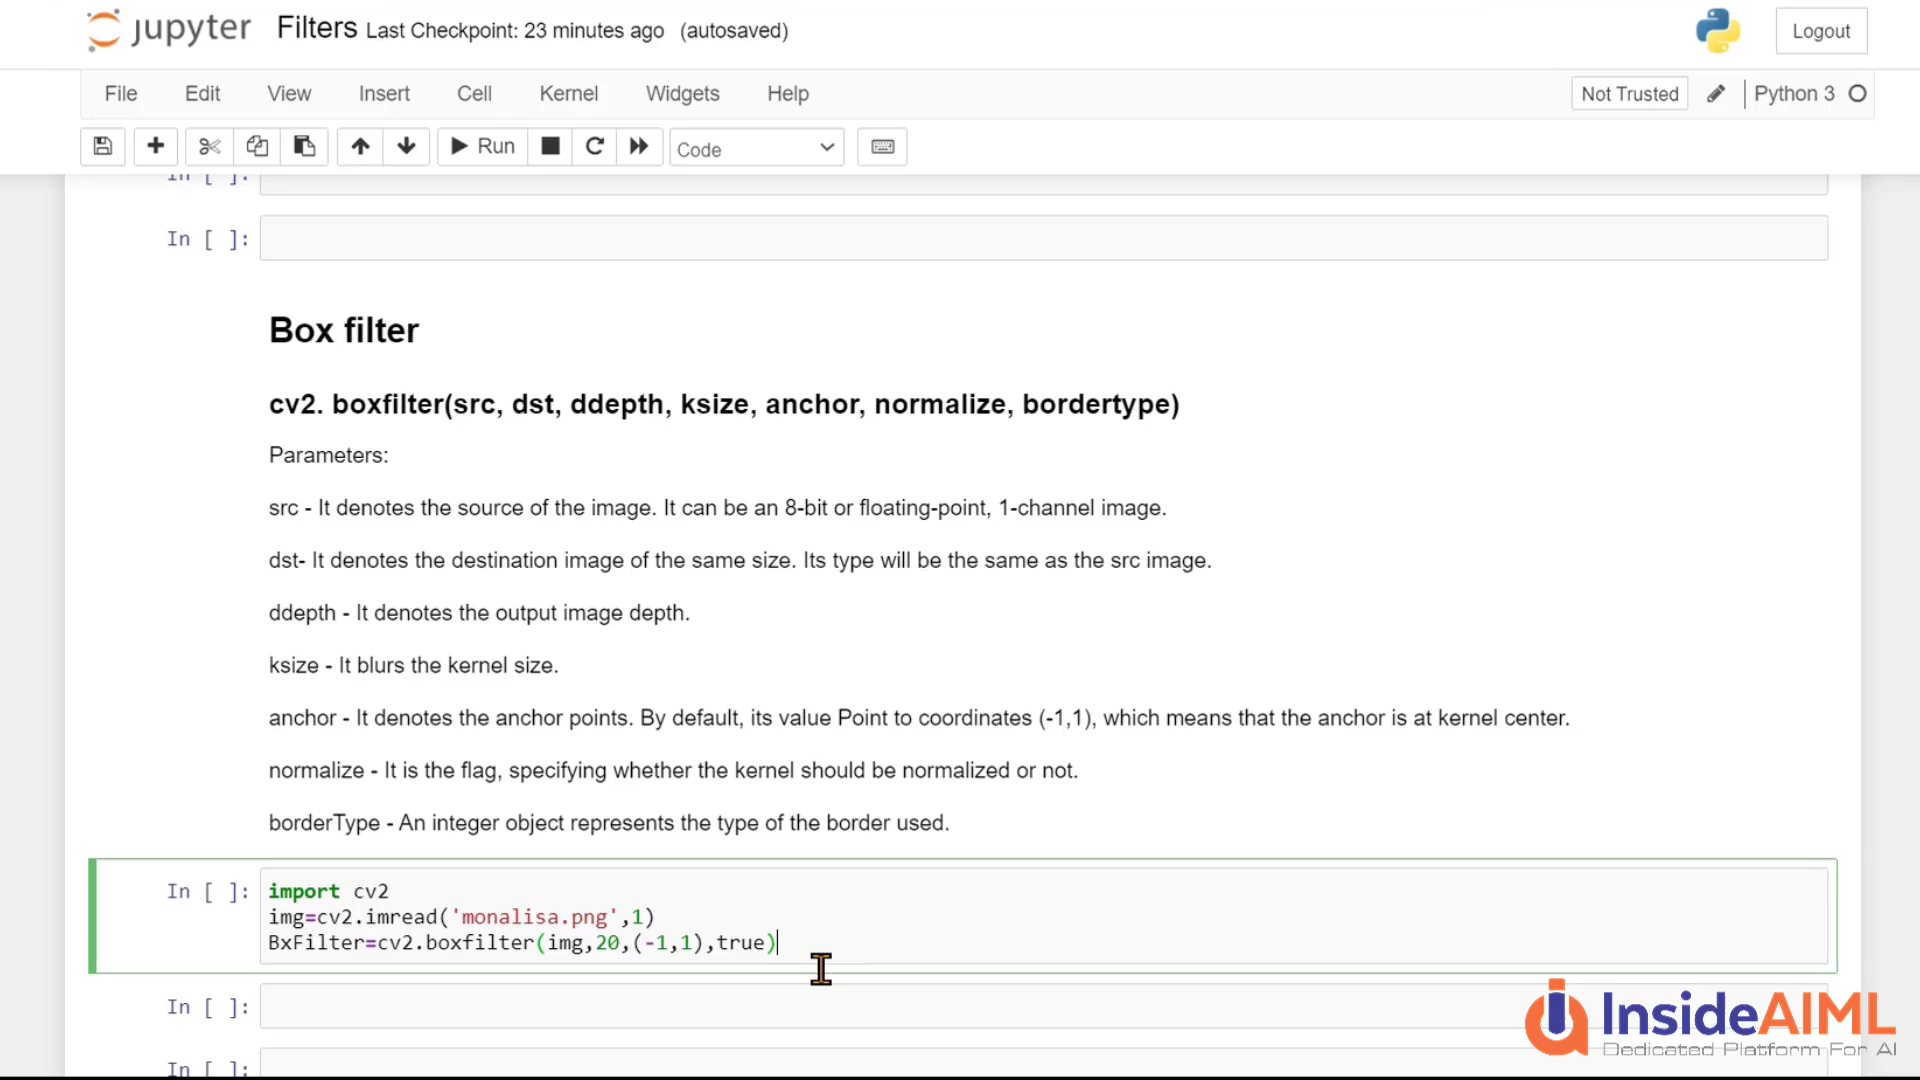 jupyter Filters Last Checkpoint: 23 minutes ago (autosaved)
Logout
File Edit View Insert Cell Kernel Widgets Help
Not Trusted Python 3
Run Code
In [ ]:
In [ ]:
Box filter
cv2. boxfilter(src, dst, ddepth, ksize, anchor, normalize, bordertype)
Parameters:
src - It denotes the source of the image. It can be an 8-bit or floating-point, 1-channel image.
dst- It denotes the destination image of the same size. Its type will be the same as the src image.
ddepth - It denotes the output image depth.
ksize - It blurs the kernel size.
anchor - It denotes the anchor points. By default, its value Point to coordinates (-1,1), which means that the anchor is at kernel center.
normalize - It is the flag, specifying whether the kernel should be normalized or not.
borderType - An integer object represents the type of the border used.
In [ ]: import cv2
img=cv2.imread('monalisa.png',1)
BxFilter=cv2.boxfilter(img,20,(-1,1),true)
In [ ]:
In [ ]:
InsideAIML
Dedicated Platform For AI